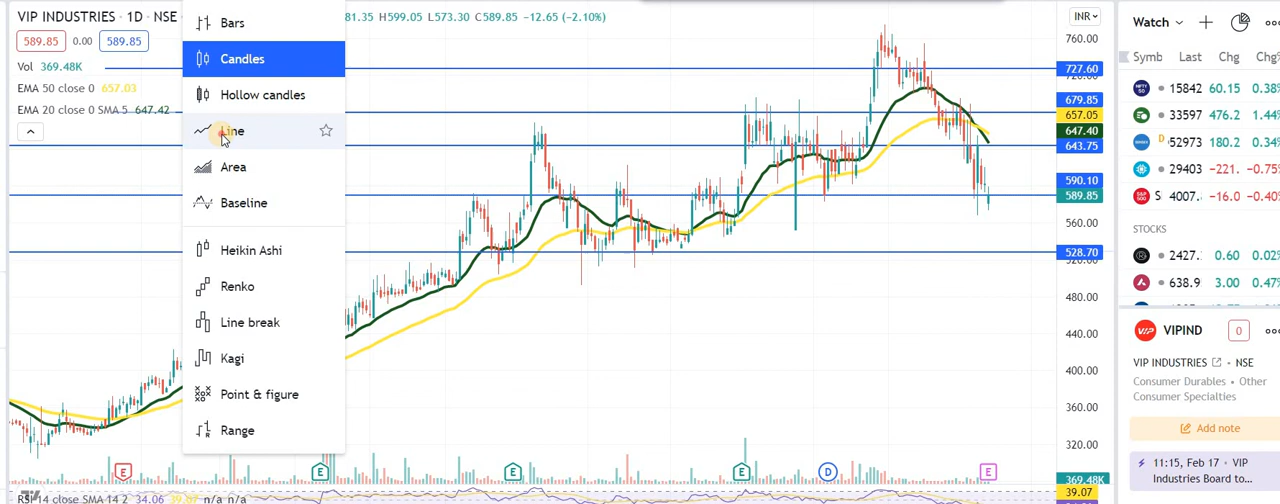 VIP INDUSTRIES · 1D · NSE 81.35 H599.05 L573.30 C589.85 -12.65 (-2.10%)
589.85 0.00 589.85
Vol 369.48K
EMA 50 close 0 657.03
EMA 20 close 0 SMA 5 647.42
Bars
Candles
Hollow candles
Line
Area
Baseline
Heikin Ashi
Renko
Line break
Kagi
Point & figure
Range
INR
760.00
727.60
679.85
657.05
647.40
643.75
590.10
589.85
560.00
528.70
480.00
440.00
400.00
360.00
320.00
369.48K
39.07
E E E E D E
RSI 14 close SMA 14 2 34.06 n/a n/a
Watch
Symb Last Chg Chg%
15842 60.15 0.38%
33597 476.2 1.44%
D 52973 180.2 0.34%
29403 -221. -0.75%
S 4007. -16.0 -0.40%
STOCKS
2427. 0.60 0.02%
638.9 3.00 0.47%
VIP VIPIND 0
VIP INDUSTRIES · NSE
Consumer Durables · Other
Consumer Specialties
Add note
11:15, Feb 17 · VIP
Industries Board to...